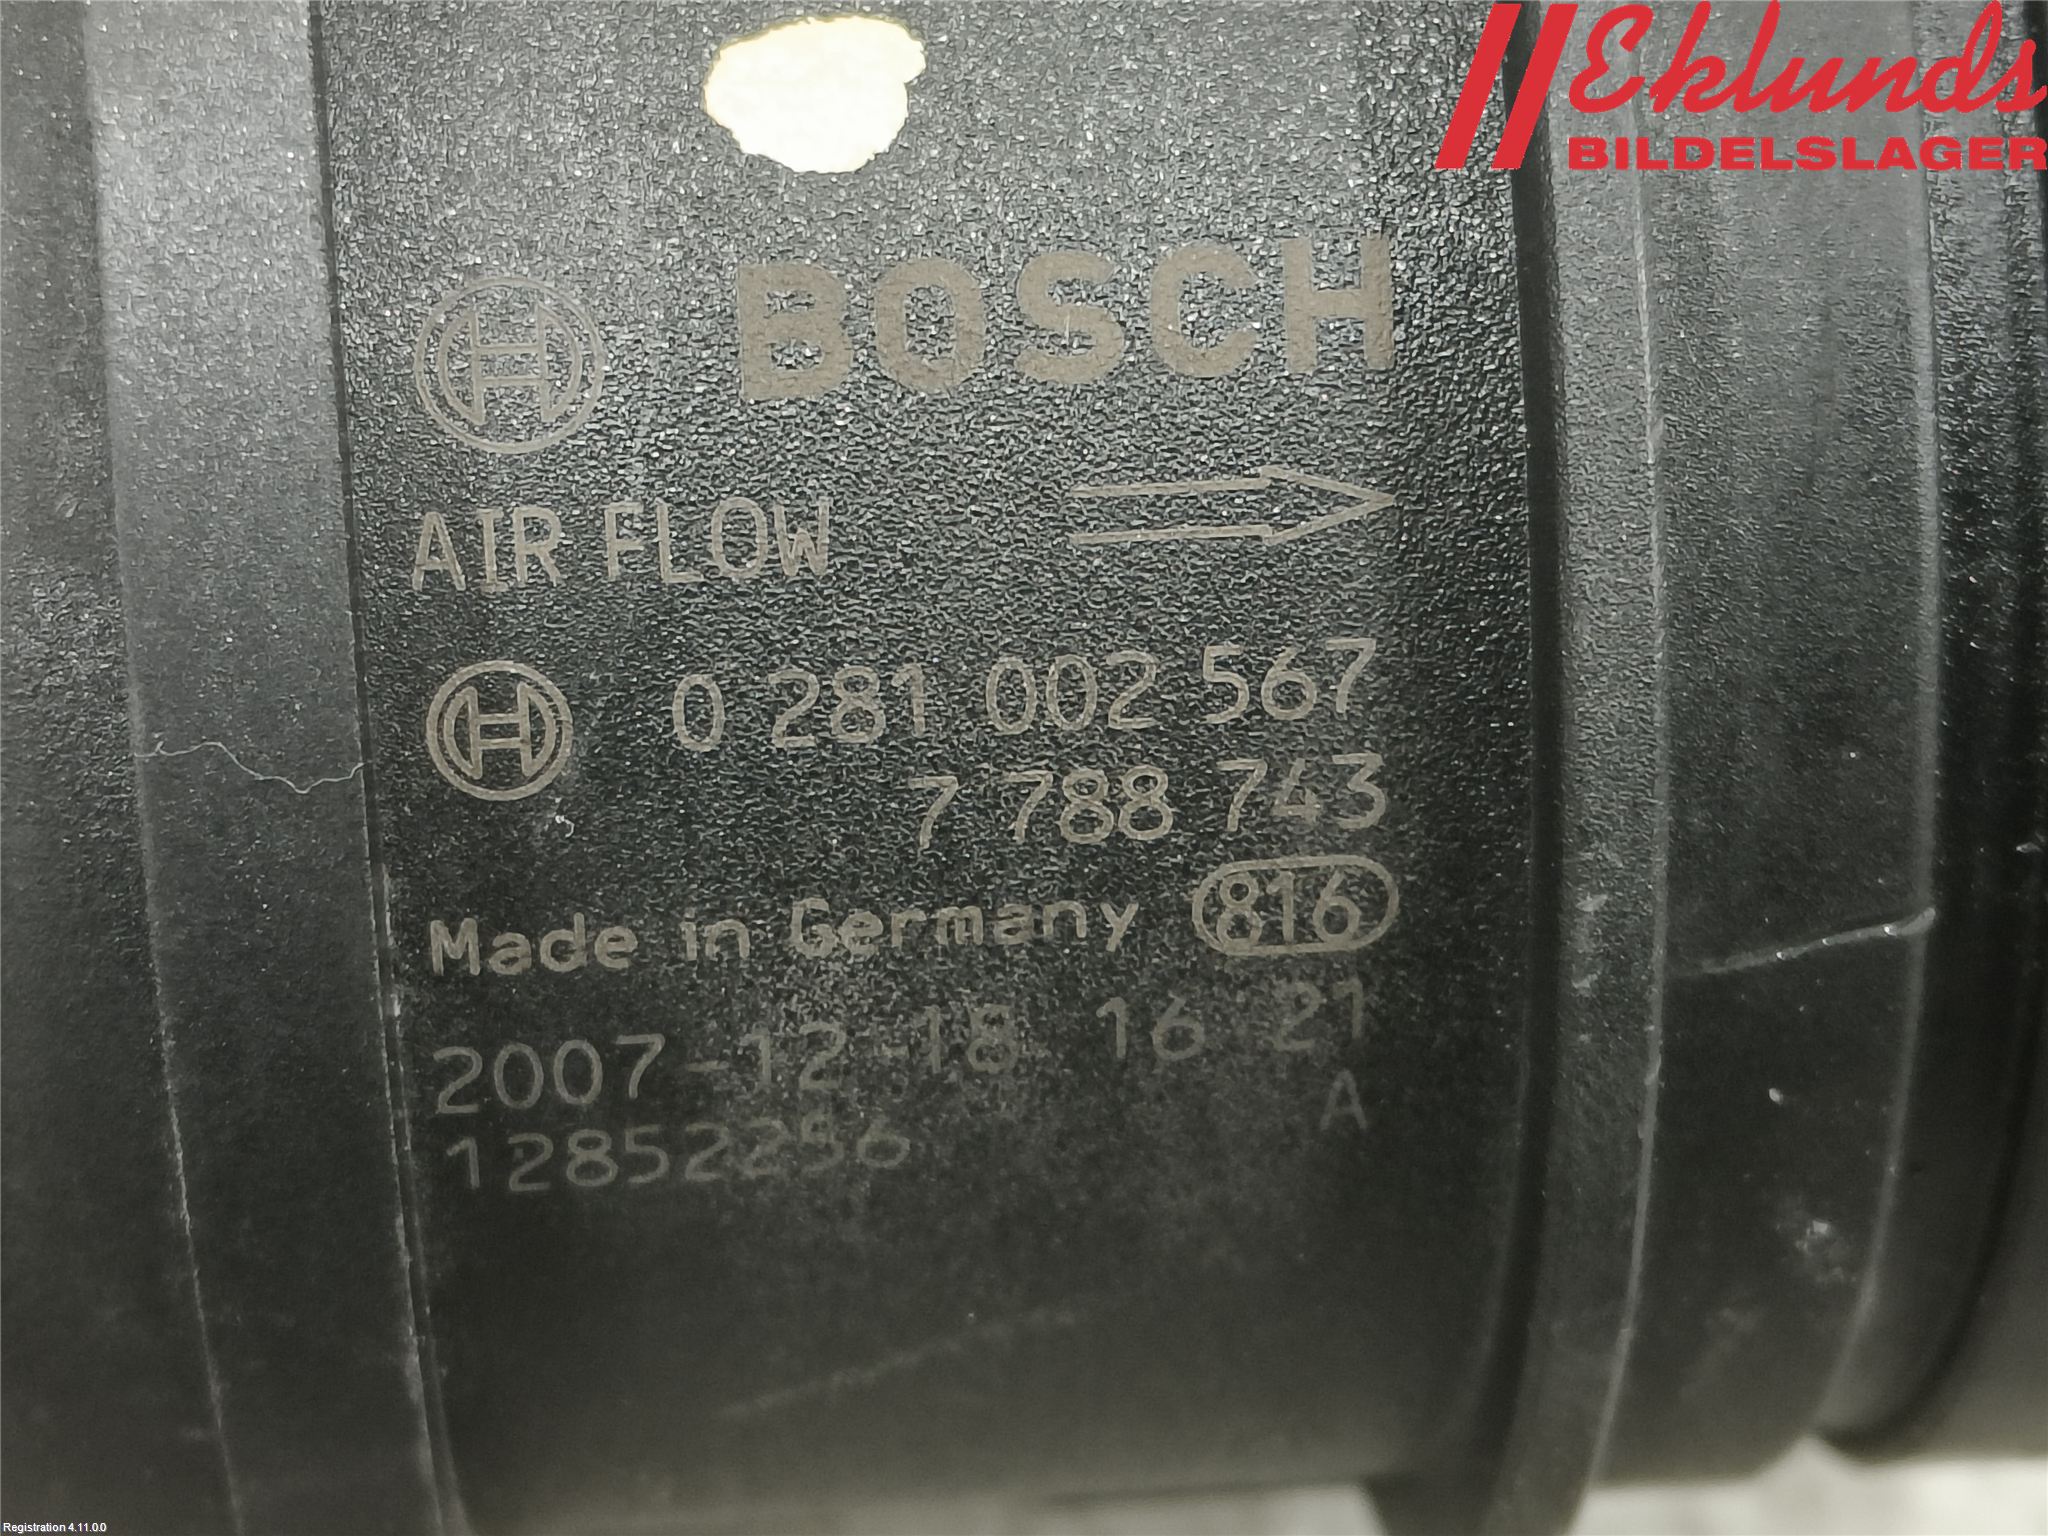 Eklunds
BILDELSLAGER
BOSCH
AIR FLOW
0 281 002 567
7 788 743
Made in Germany 816
2007-12-18 16 21
12852256 A
Registration 4.11.0.0